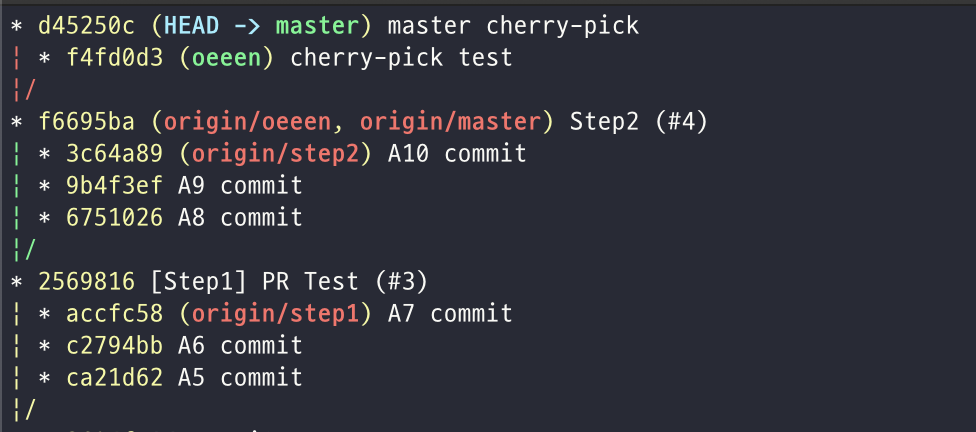 * d45250c (HEAD -> master) master cherry-pick
¦ * f4fd0d3 (oeeen) cherry-pick test
¦/
* f6695ba (origin/oeeen, origin/master) Step2 (#4)
¦ * 3c64a89 (origin/step2) A10 commit
¦ * 9b4f3ef A9 commit
¦ * 6751026 A8 commit
¦/
* 2569816 [Step1] PR Test (#3)
¦ * accfc58 (origin/step1) A7 commit
¦ * c2794bb A6 commit
¦ * ca21d62 A5 commit
¦/